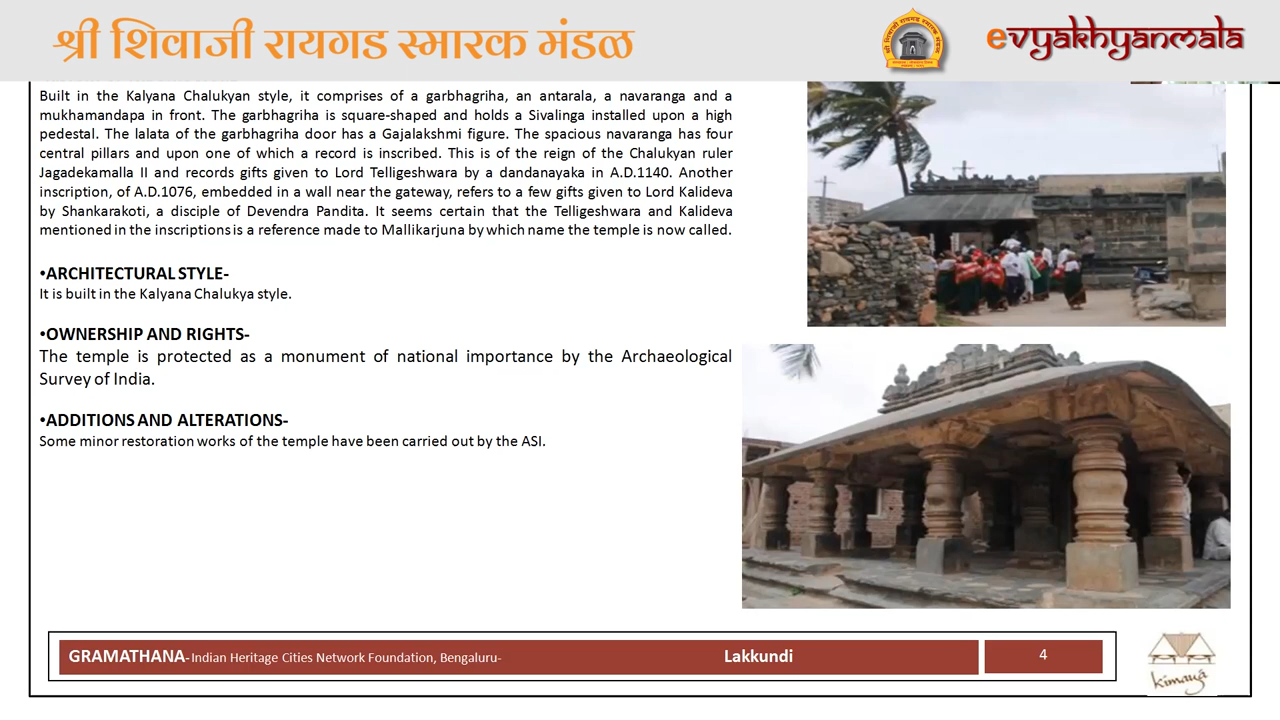 श्री शिवाजी रायगड स्मारक मंडळ
evyakhyanmala
Built in the Kalyana Chalukyan style, it comprises of a garbhagriha, an antarala, a navaranga and a
mukhamandapa in front. The garbhagriha is square-shaped and holds a Sivalinga installed upon a high
pedestal. The lalata of the garbhagriha door has a Gajalakshmi figure. The spacious navaranga has four
central pillars and upon one of which a record is inscribed. This is of the reign of the Chalukyan ruler
Jagadekamalla II and records gifts given to Lord Telligeshwara by a dandanayaka in A.D.1140. Another
inscription, of A.D.1076, embedded in a wall near the gateway, refers to a few gifts given to Lord Kalideva
by Shankarakoti, a disciple of Devendra Pandita. It seems certain that the Telligeshwara and Kalideva
mentioned in the inscriptions is a reference made to Mallikarjuna by which name the temple is now called.
•ARCHITECTURAL STYLE-
It is built in the Kalyana Chalukya style.
•OWNERSHIP AND RIGHTS-
The temple is protected as a monument of national importance by the Archaeological
Survey of India.
•ADDITIONS AND ALTERATIONS-
Some minor restoration works of the temple have been carried out by the ASI.
GRAMATHANA- Indian Heritage Cities Network Foundation, Bengaluru-
Lakkundi
4
kimaya